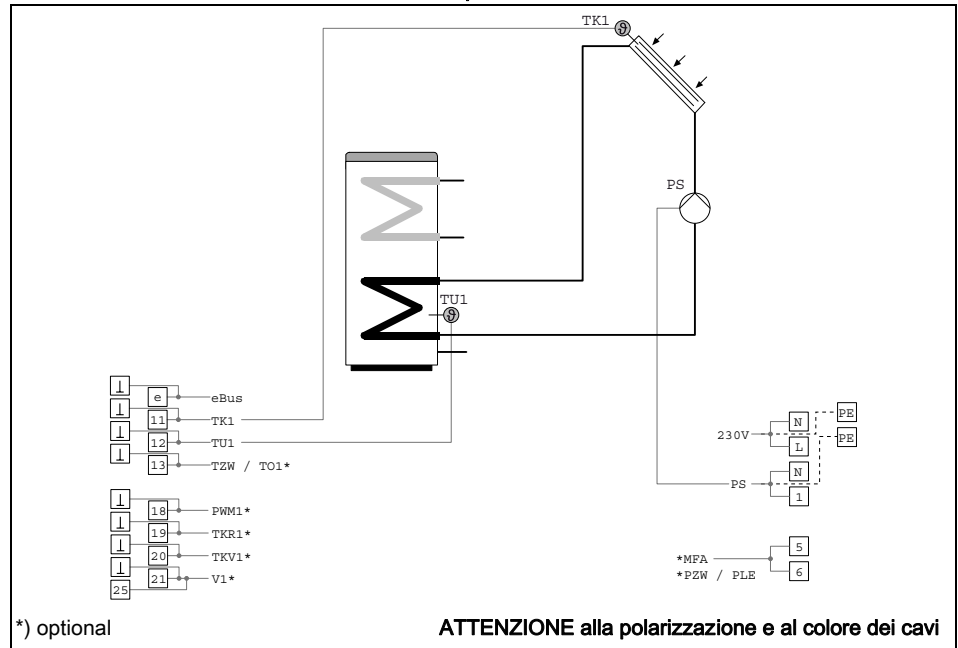 TK1
ϑ
PS
TU1
ϑ
⊥
e
eBus
⊥
11
TK1
⊥
12
TU1
⊥
13
TZW / TO1*
230V
N
PE
L
PE
PS
N
1
⊥
18
PWM1*
⊥
19
TKR1*
⊥
20
TKV1*
⊥
21
V1*
25
*MFA
5
*PZW / PLE
6
*) optional
ATTENZIONE alla polarizzazione e al colore dei cavi